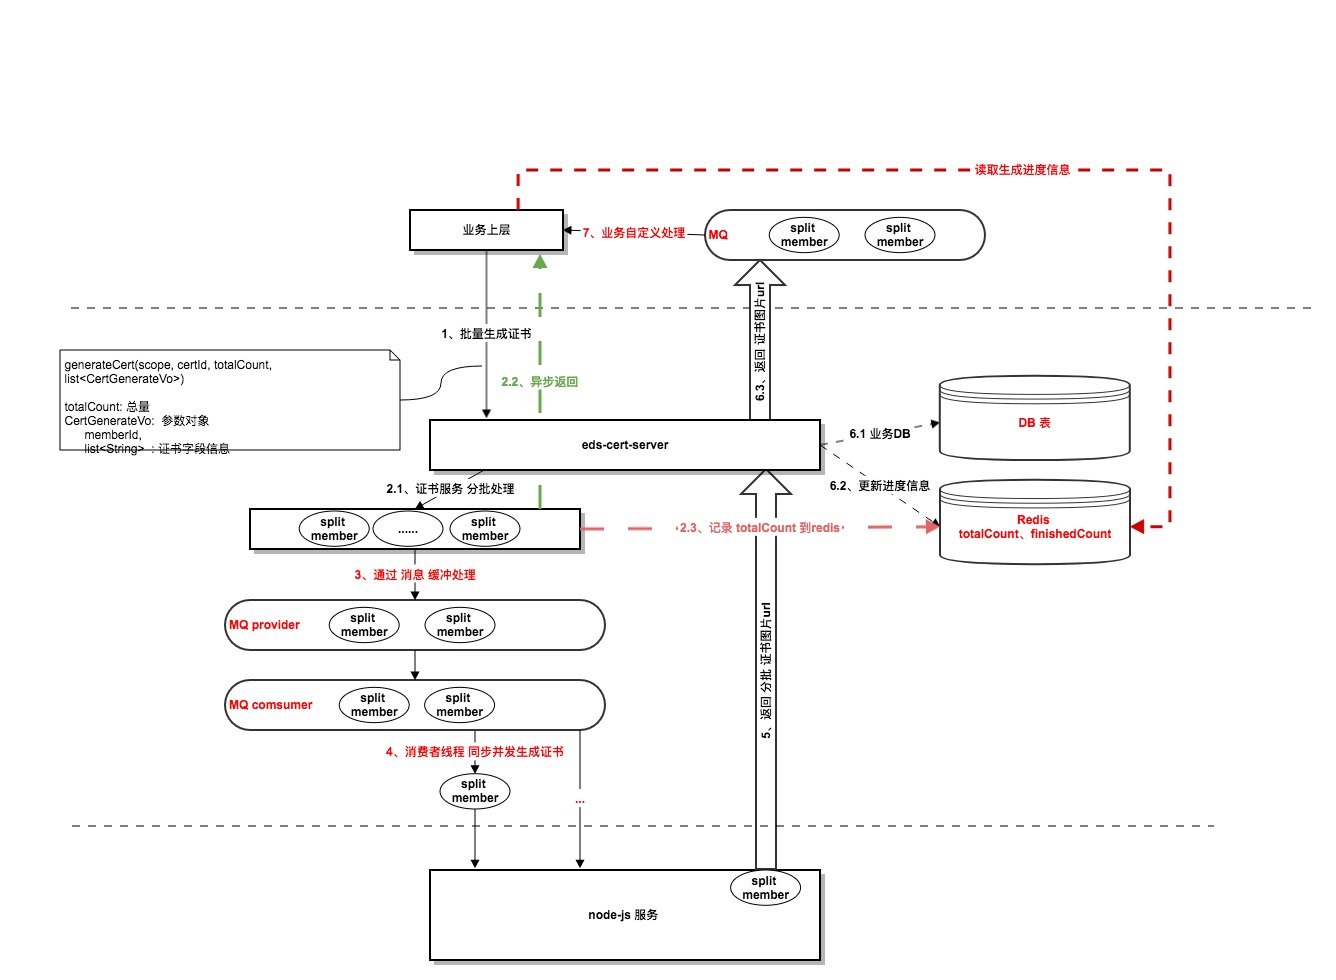 读取生成进度信息
业务上层
7、业务自定义处理
MQ
split
member
split
member
6.3、返回 证书图片url
1、批量生成证书
generateCert(scope, certId, totalCount,
list<CertGenerateVo>)
totalCount: 总量
CertGenerateVo: 参数对象
memberId,
list<String> : 证书字段信息
2.2、异步返回
eds-cert-server
6.1 业务DB
DB 表
6.2、更新进度信息
2.1、证书服务 分批处理
split
member
......
split
member
2.3、记录 totalCount 到redis
Redis
totalCount、finishedCount
3、通过 消息 缓冲处理
MQ provider
split
member
split
member
5、返回 分批 证书图片url
MQ comsumer
split
member
split
member
4、消费者线程 同步并发生成证书
split
member
...
split
member
node-js 服务